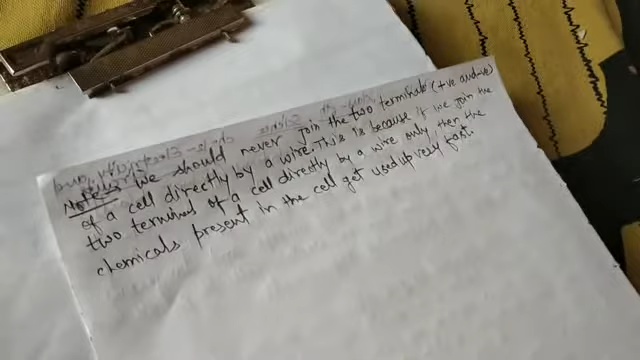 Note:- We should never join the two terminals (+ve and -ve)
of a cell directly by a wire. This is because if we join the
two terminals of a cell directly by a wire only then the
chemicals present in the cell get used up very fast.